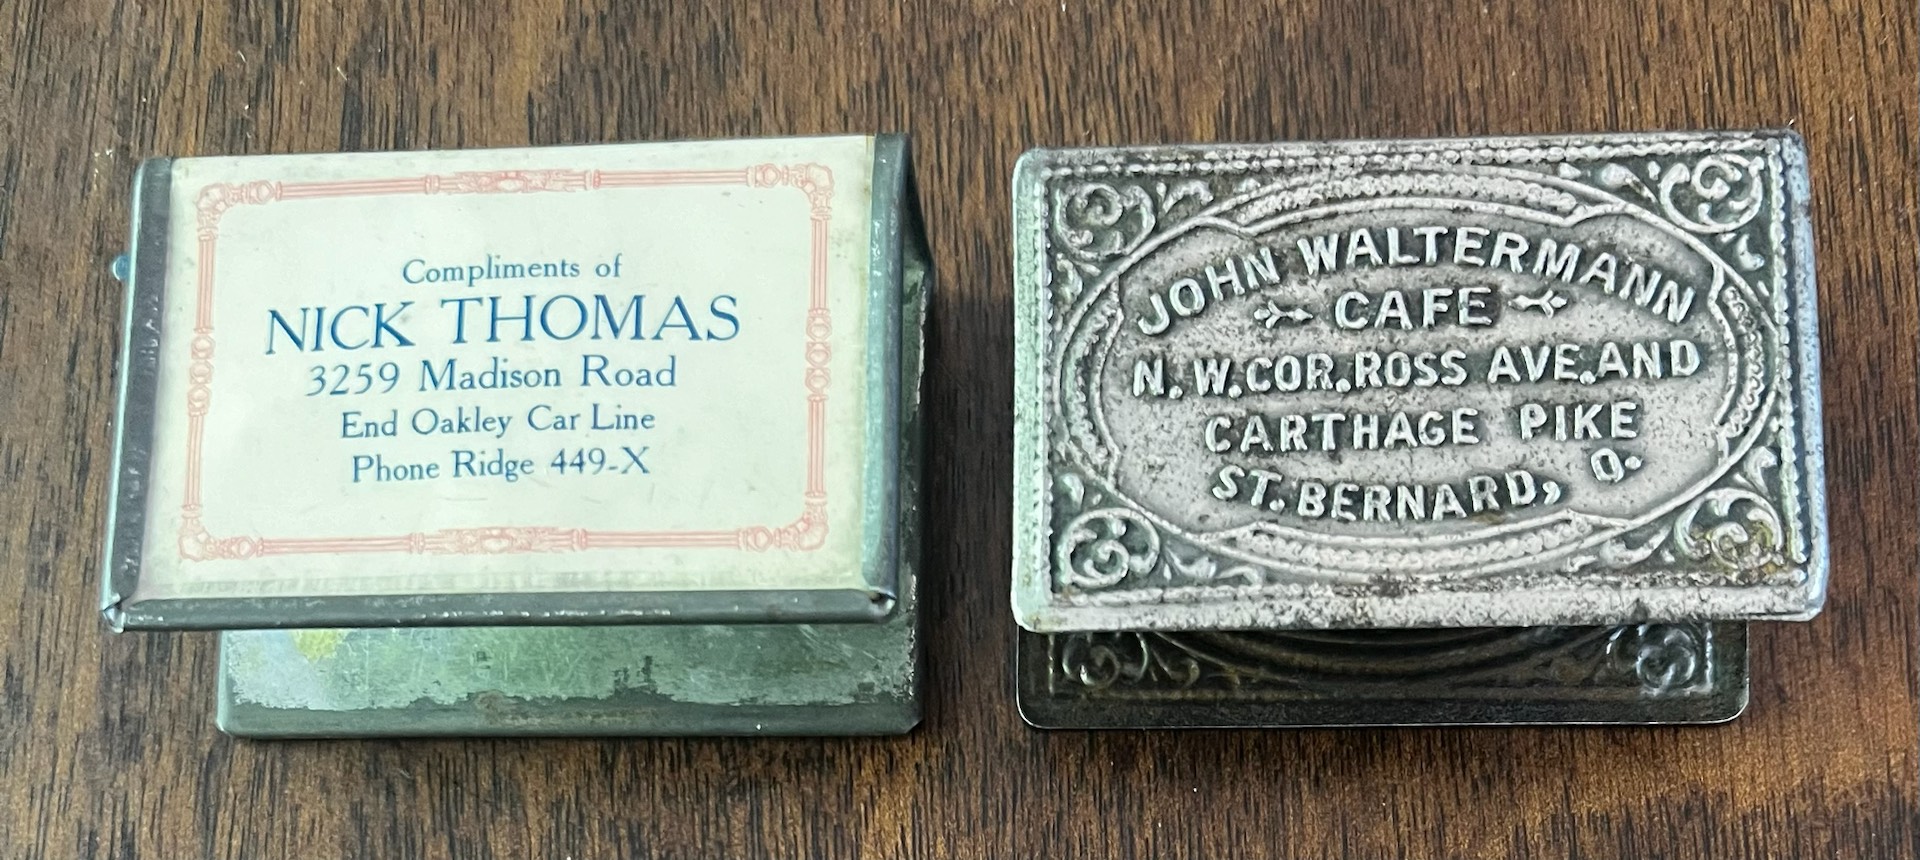 Compliments of
NICK THOMAS
3259 Madison Road
End Oakley Car Line
Phone Ridge 449-X
JOHN WALTERMANN
CAFE
N. W. COR. ROSS AVE. AND
CARTHAGE PIKE
ST. BERNARD, O.